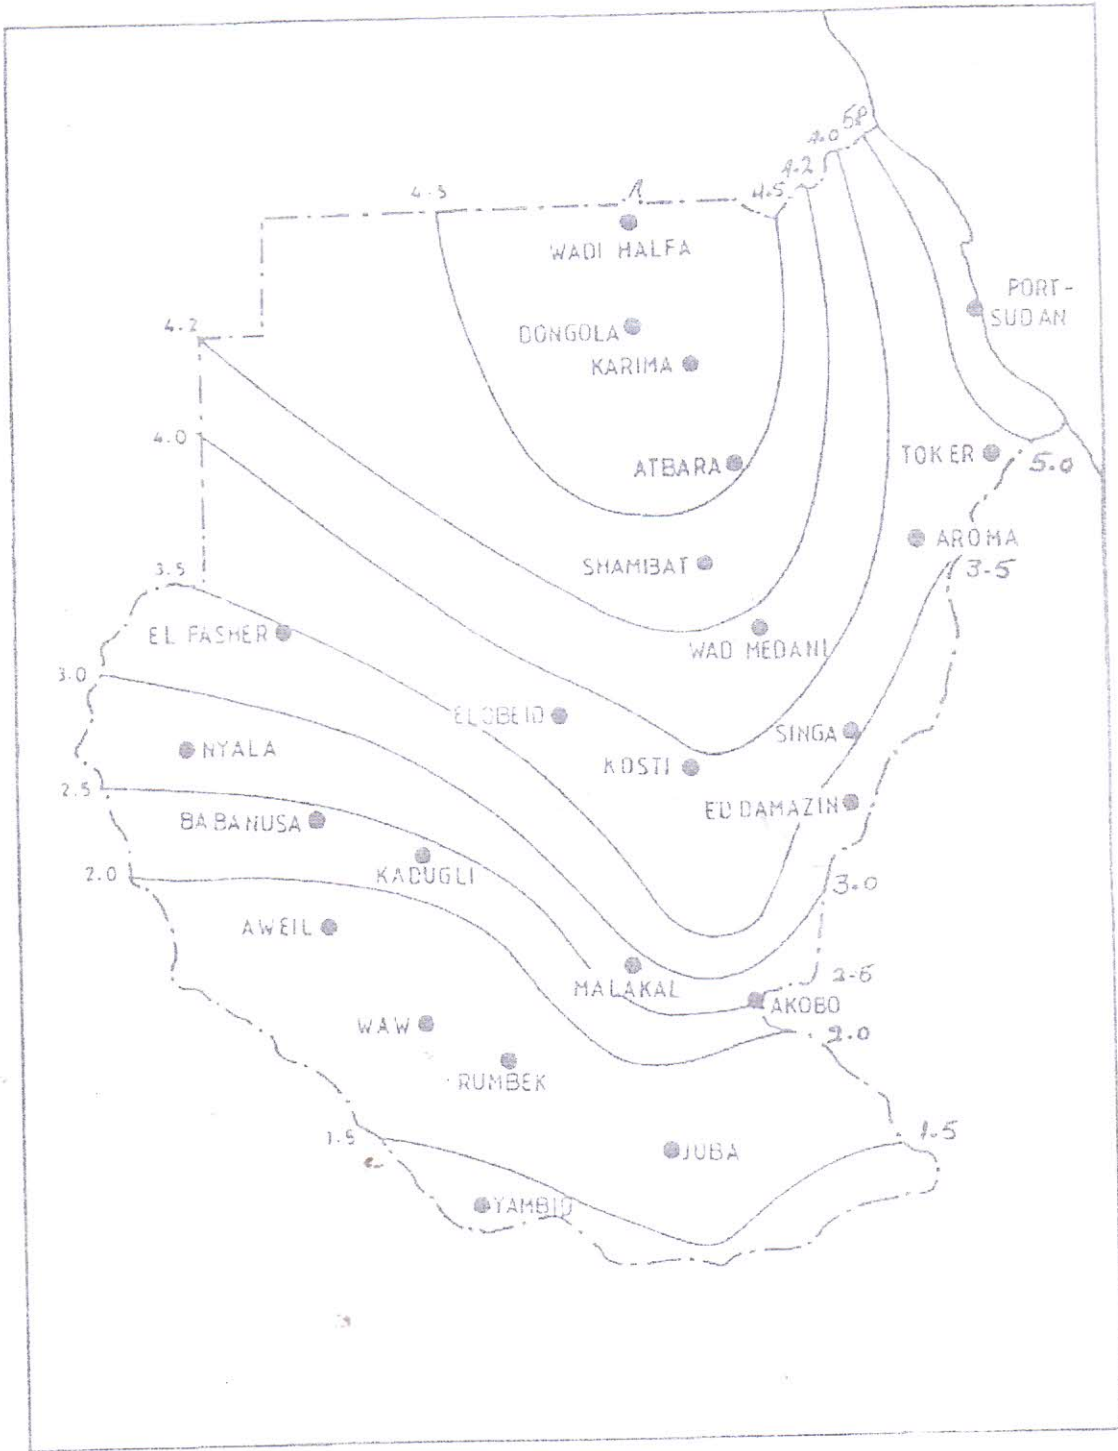 5.0
4.0
4.2
4.5
4.5
WADI HALFA
PORT-
SUDAN
4.2
DONGOLA
KARIMA
4.0
ATBARA
TOKER
5.0
AROMA
SHAMIBAT
3.5
3.5
EL FASHER
WAD MEDANI
3.0
ELOBEID
SINGA
NYALA
KOSTI
2.5
ED DAMAZIN
BABANUSA
2.0
KADUGLI
3.0
AWEIL
2.5
MALAKAL
AKOBO
WAW
2.0
RUMBEK
1.5
1.5
JUBA
YAMBIO